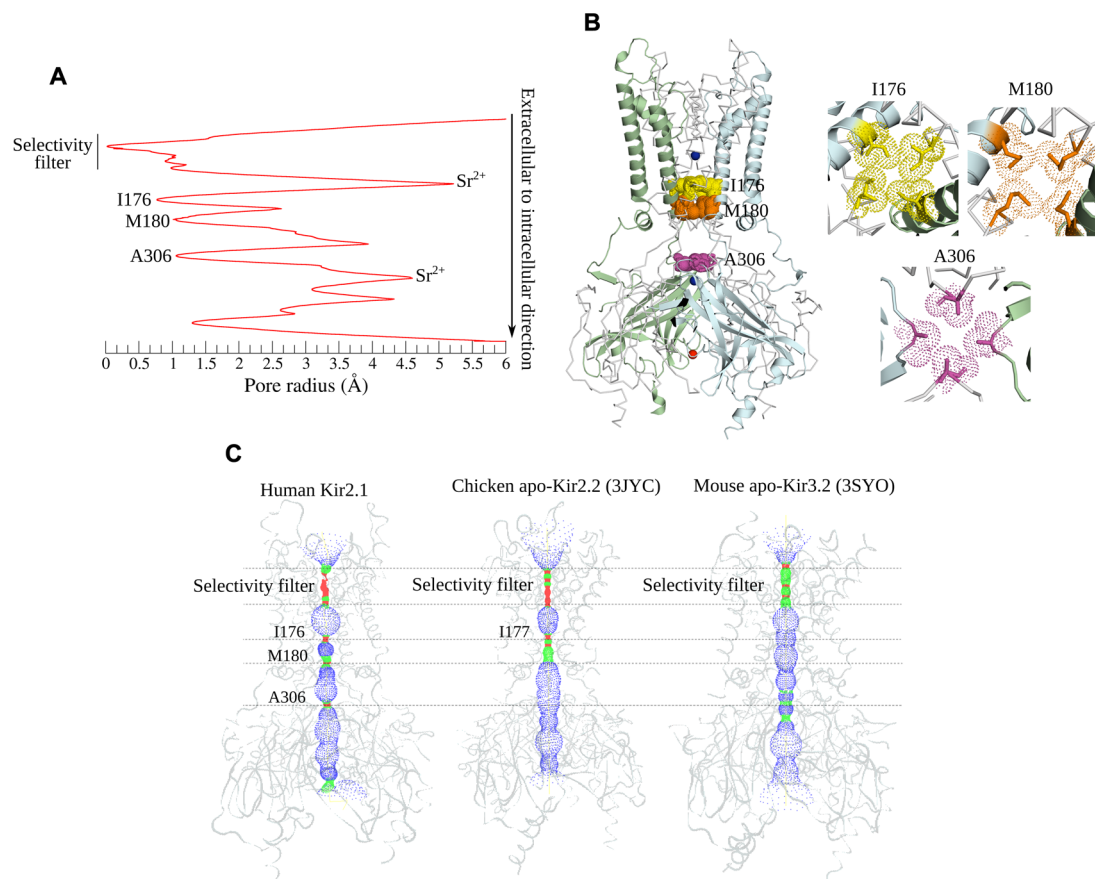 A
Extracellular to intracellular direction
Selectivity
filter
Sr2+
I176
M180
A306
Sr2+
0 0.5 1 1.5 2 2.5 3 3.5 4 4.5 5 5.5 6
Pore radius (Å)
B
I176
M180
A306
I176
M180
A306
C
Human Kir2.1
Chicken apo-Kir2.2 (3JYC)
Mouse apo-Kir3.2 (3SYO)
Selectivity filter
Selectivity filter
Selectivity filter
I176
I177
M180
A306